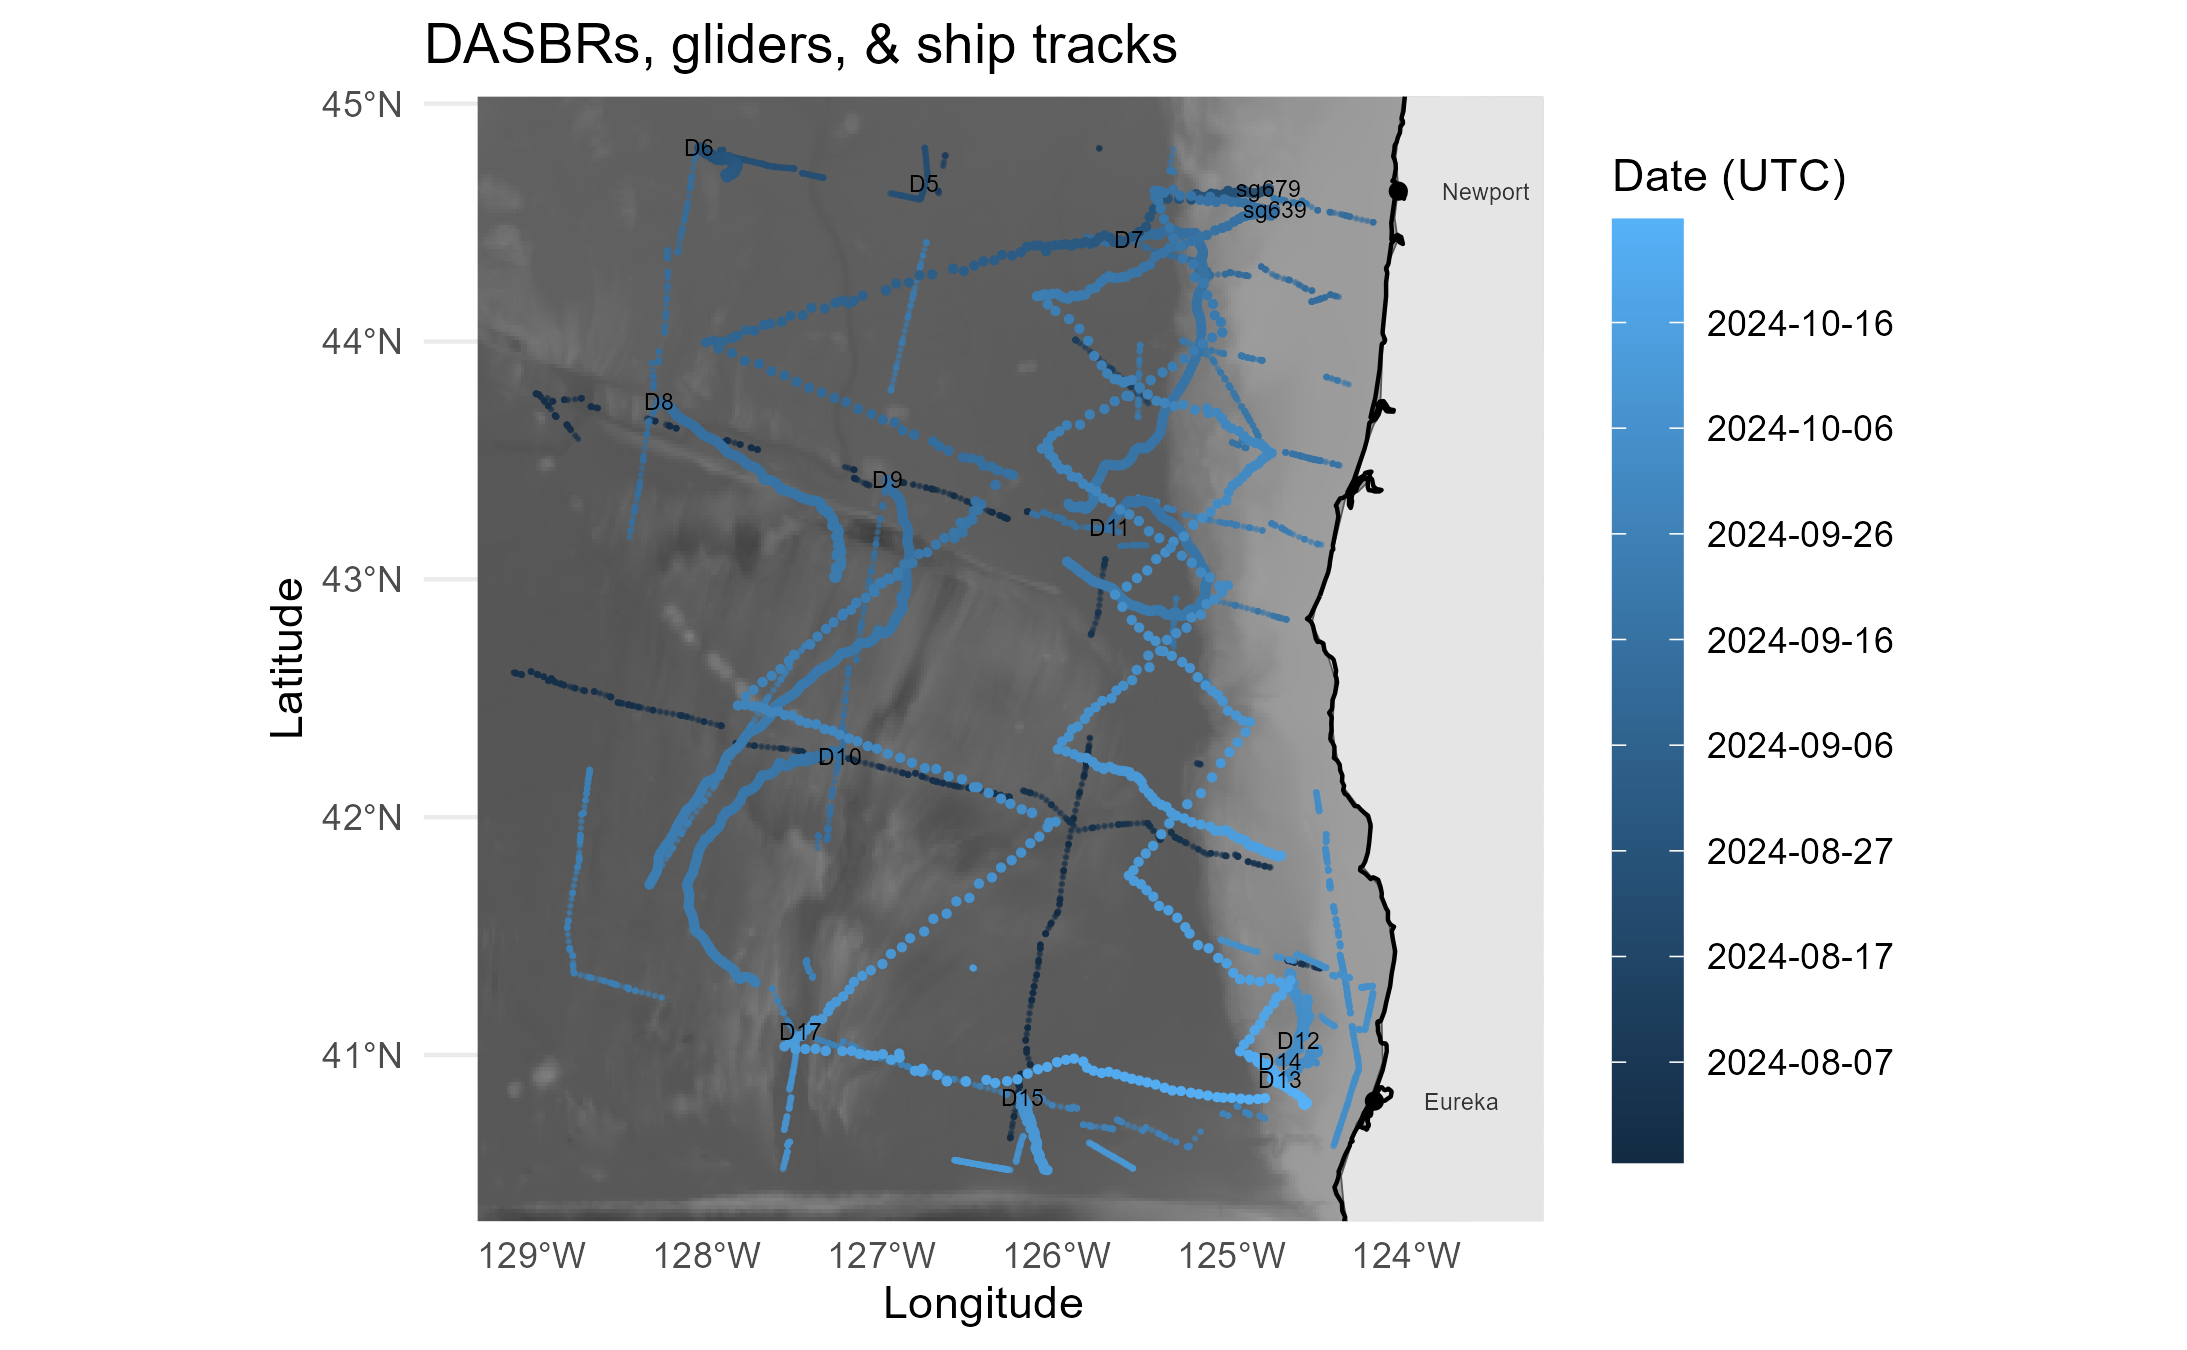 DASBRs, gliders, & ship tracks
45°N
44°N
43°N
42°N
41°N
Latitude
D6
D5
sg679
sg639
D7
Newport
D8
D9
D11
D10
D17
D12
D14
D13
D15
Eureka
129°W 128°W 127°W 126°W 125°W 124°W
Longitude
Date (UTC)
2024-10-16
2024-10-06
2024-09-26
2024-09-16
2024-09-06
2024-08-27
2024-08-17
2024-08-07